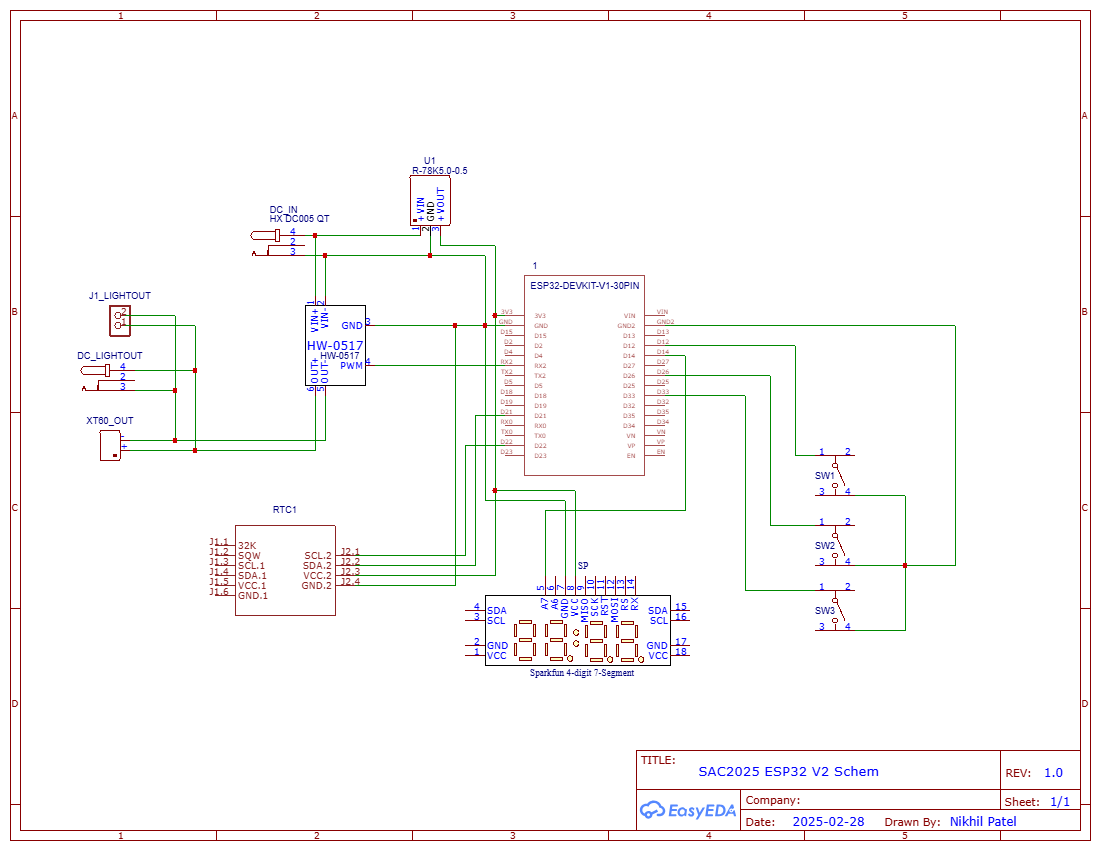 1 2 3 4 5
A A
B B
C C
D D
U1
R-78K5.0-0.5
+VIN
GND
+VOUT
1 2 3
DC_IN
HX DC005 QT
4
2
3
J1_LIGHTOUT
2
1
DC_LIGHTOUT
4
2
3
XT60_OUT
-
+
1 2
VIN+ VIN-
GND 3
HW-0517
HW-0517
PWM 4
OUT+ OUT-
6 5
1
ESP32-DEVKIT-V1-30PIN
3V3 3V3 VIN VIN
GND GND GND2 GND2
D15 D15 D13 D13
D2 D2 D12 D12
D4 D4 D14 D14
RX2 RX2 D27 D27
TX2 TX2 D26 D26
D5 D5 D25 D25
D18 D18 D33 D33
D19 D19 D32 D32
D21 D21 D35 D35
RX0 RX0 D34 D34
TX0 TX0 VN VN
D22 D22 VP VP
D23 D23 EN EN
1 2
SW1
3 4
1 2
SW2
3 4
1 2
SW3
3 4
RTC1
J1.1 32K
J1.2 SQW SCL.2 J2.1
J1.3 SCL.1 SDA.2 J2.2
J1.4 SDA.1 VCC.2 J2.3
J1.5 VCC.1 GND.2 J2.4
J1.6 GND.1
SP
5 6 7 8 9 10 11 12 13 14
A7 A6 GND VCC MISO SCK RST MOSI RS RX
4 SDA SDA 15
3 SCL SCL 16
2 GND GND 17
1 VCC VCC 18
Sparkfun 4-digit 7-Segment
TITLE:
SAC2025 ESP32 V2 Schem
REV: 1.0
EasyEDA
Company:
Sheet: 1/1
Date: 2025-02-28 Drawn By: Nikhil Patel
1 2 3 4 5